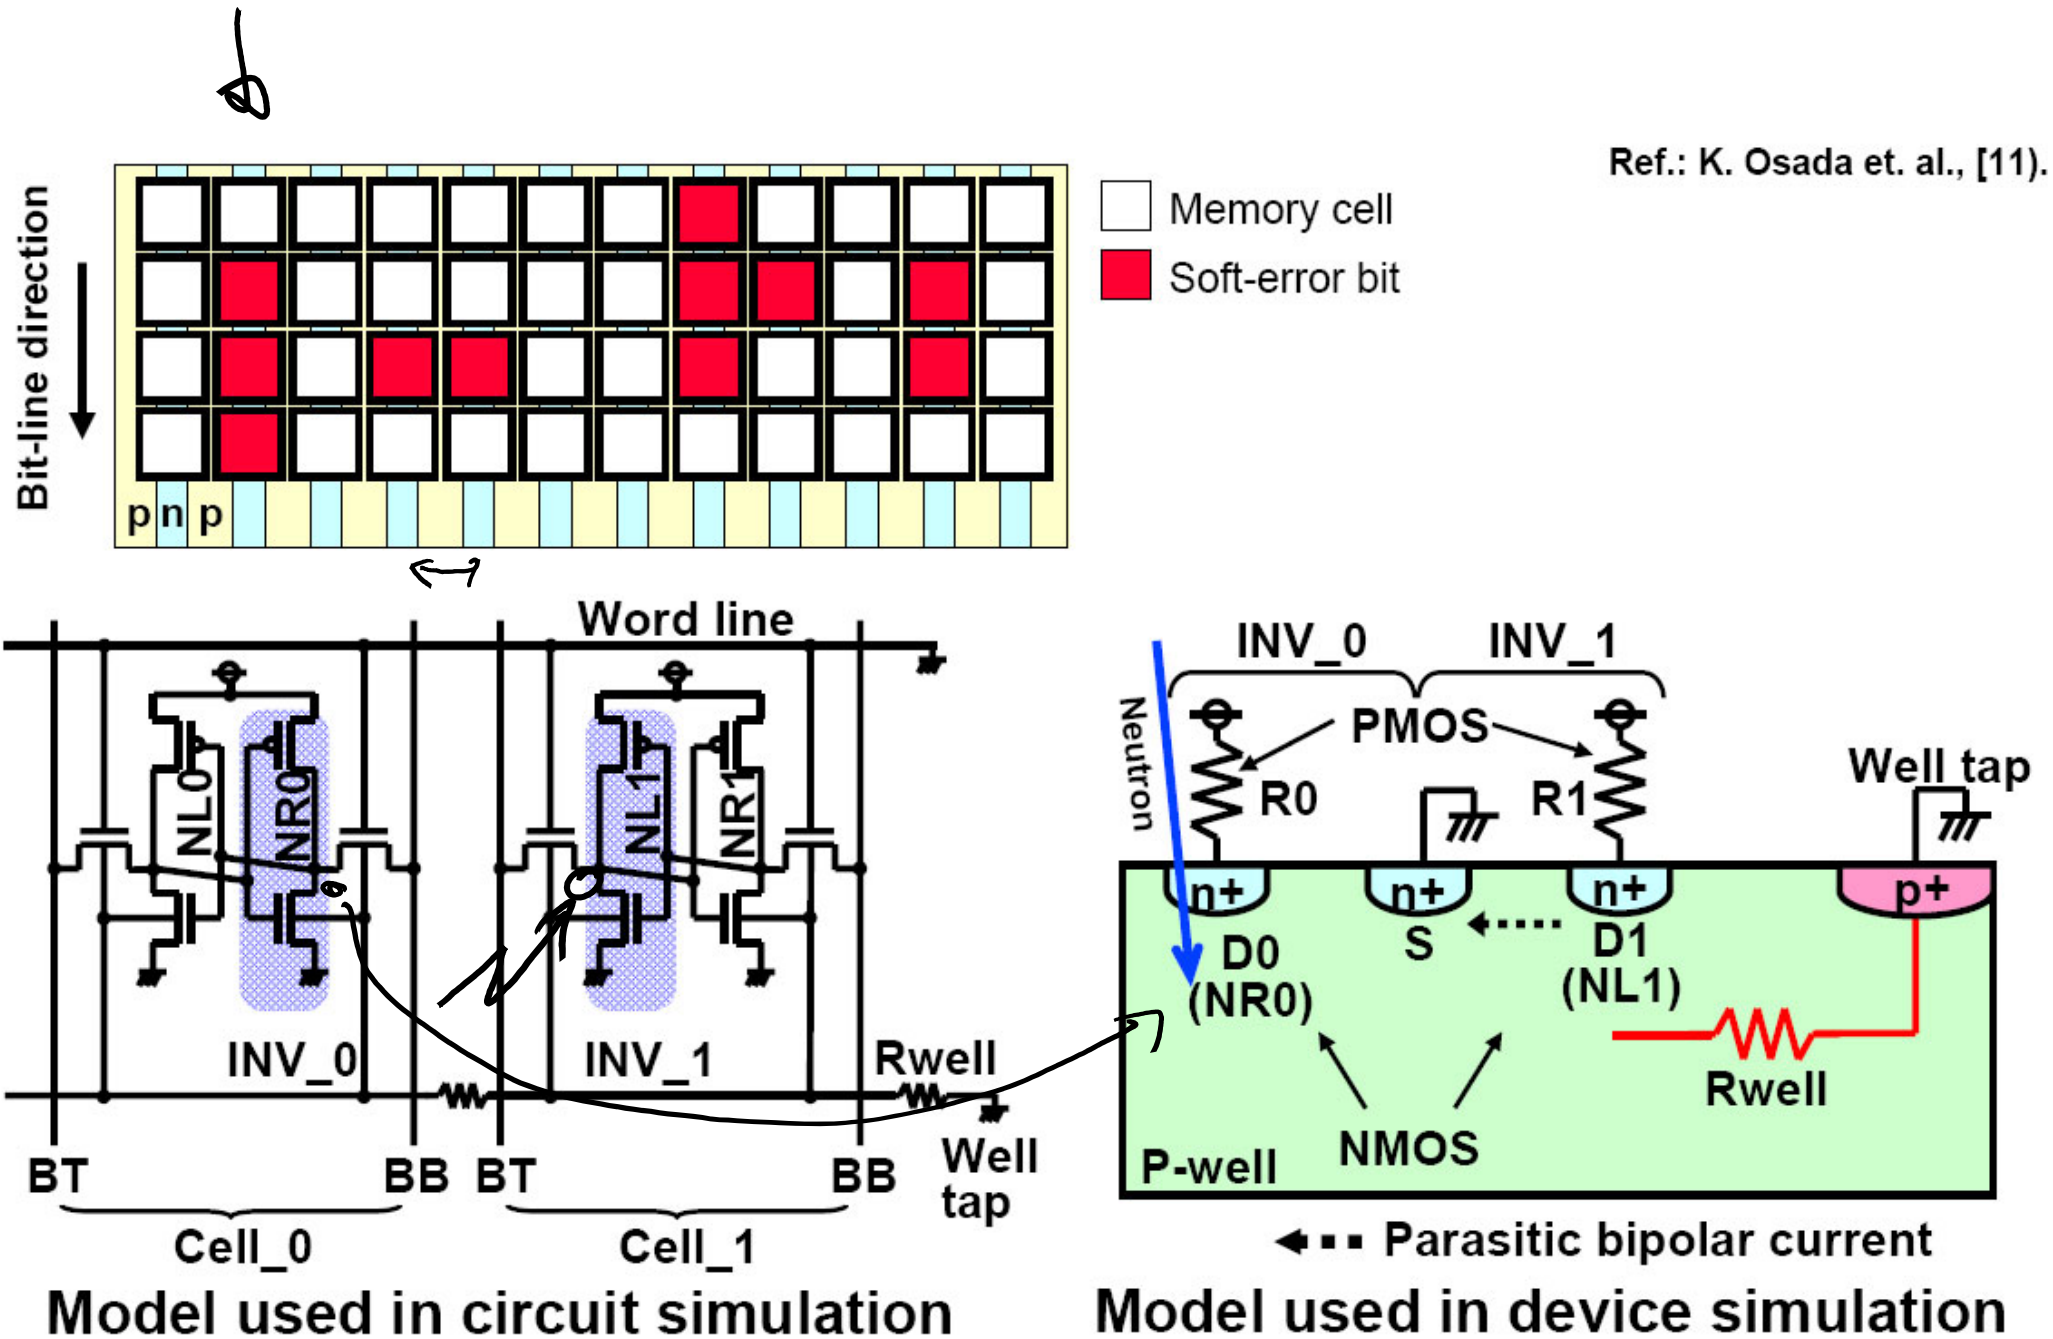 Ref.: K. Osada et. al., [11].
Bit-line direction
Memory cell
Soft-error bit
p n p
Word line
NL0
NR0
NL1
NR1
INV_0
INV_1
Rwell
BT
BB
BT
BB
Well
tap
Cell_0
Cell_1
Model used in circuit simulation
INV_0
INV_1
Neutron
PMOS
R0
R1
Well tap
n+
n+
n+
p+
D0
(NR0)
S
D1
(NL1)
Rwell
NMOS
P-well
Parasitic bipolar current
Model used in device simulation